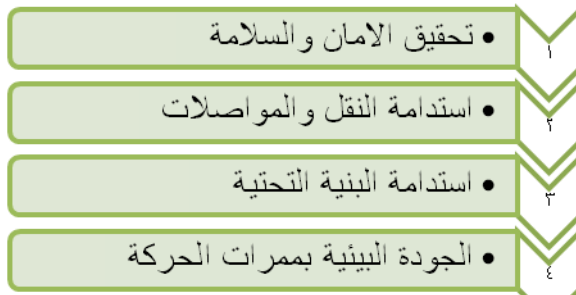 ١ • تحقيق الامان والسلامة
٢ • استدامة النقل والمواصلات
٣ • استدامة البنية التحتية
٤ • الجودة البيئية بممرات الحركة